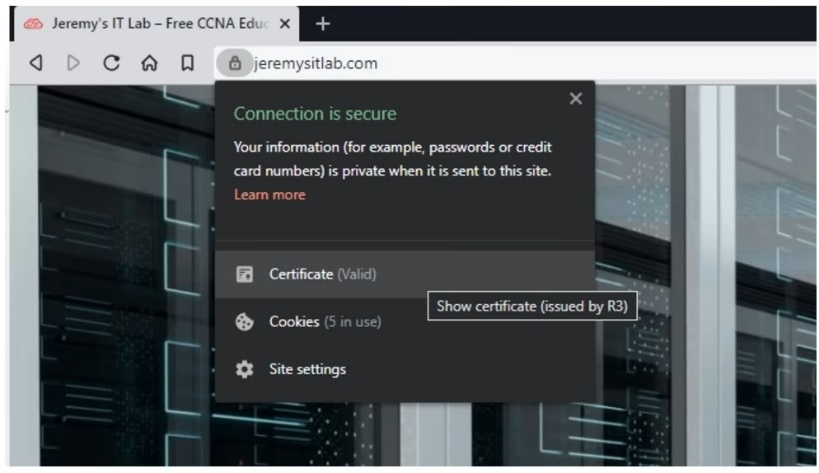 Jeremy's IT Lab – Free CCNA Educ
jeremysitlab.com
Connection is secure
Your information (for example, passwords or credit
card numbers) is private when it is sent to this site.
Learn more
Certificate (Valid)
Show certificate (issued by R3)
Cookies (5 in use)
Site settings